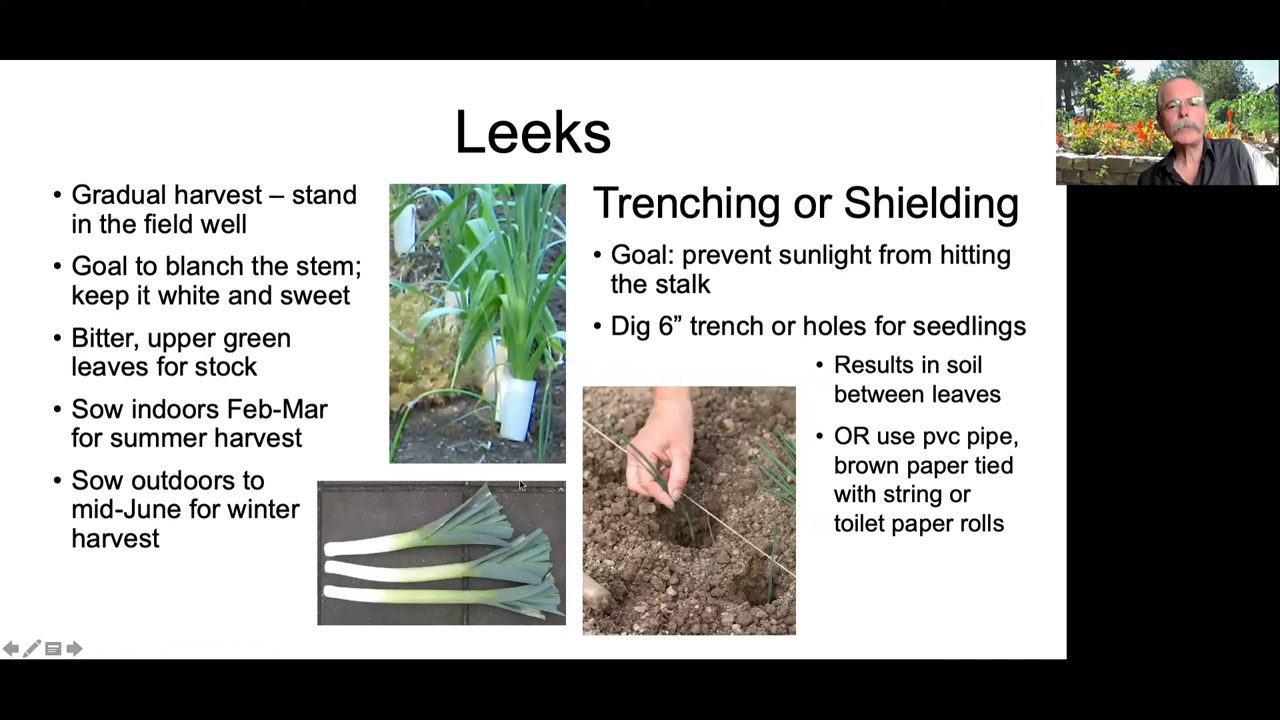 Leeks
• Gradual harvest – stand
in the field well
• Goal to blanch the stem;
keep it white and sweet
• Bitter, upper green
leaves for stock
• Sow indoors Feb-Mar
for summer harvest
• Sow outdoors to
mid-June for winter
harvest
Trenching or Shielding
• Goal: prevent sunlight from hitting
the stalk
• Dig 6” trench or holes for seedlings
• Results in soil
between leaves
• OR use pvc pipe,
brown paper tied
with string or
toilet paper rolls